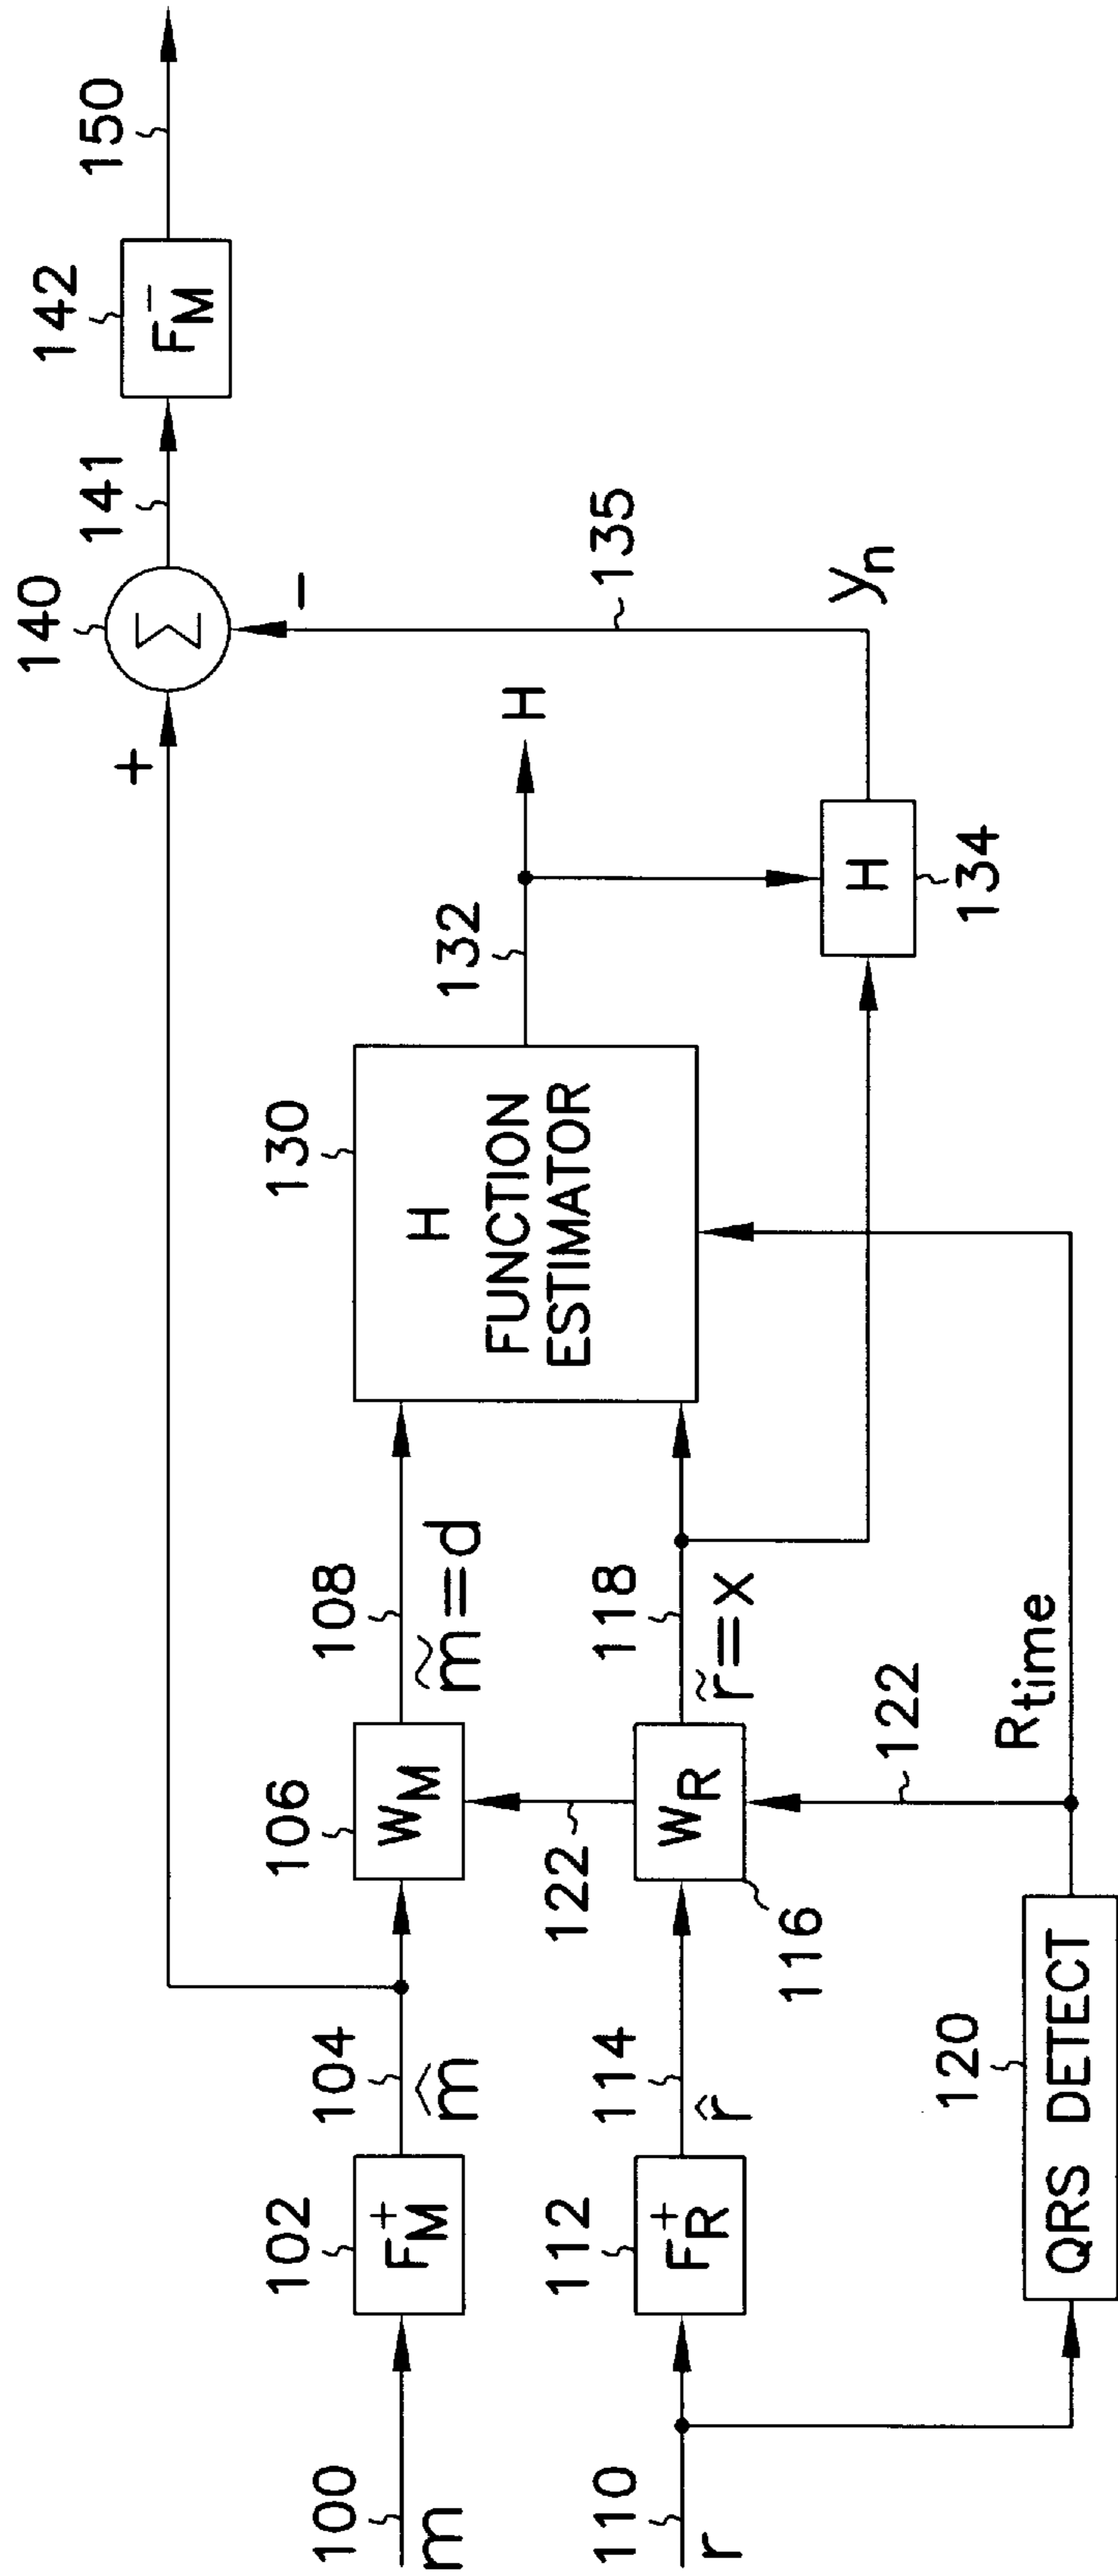 100
m
102
F_M^+
104
m̂
106
W_M
108
m̃=d
110
r
112
F_R^+
114
r̂
116
W_R
118
r̃=x
120
QRS DETECT
122
122
R_time
130
H
FUNCTION
ESTIMATOR
132
H
H
134
135
y_n
+
−
140
Σ
141
142
F_M^−
150